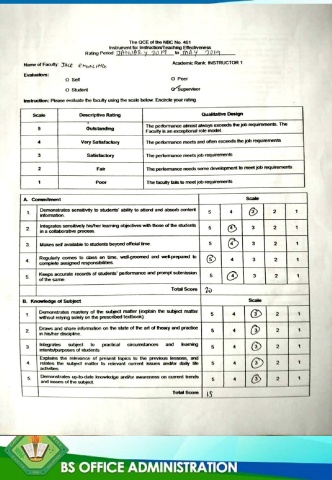 The QCE of the NBC No. 461
Instrument for Instruction/Teaching Effectiveness
Rating Period: JANUARY 2019 to MAY 2019
Name of Faculty: JACE Academic Rank: INSTRUCTOR 1
Evaluators:
Self Peer
Student Supervisor
Instruction: Please evaluate the faculty using the scale below. Encircle your rating
Scale Descriptive Rating Qualitative Design
5 Outstanding The performance almost always exceeds the job requirements. The Faculty is an exceptional role model.
4 Very Satisfactory The performance meets and often exceeds the job requirements
3 Satisfactory The performance meets job requirements
2 Fair The performance needs some development to meet job requirements
1 Poor The faculty fails to meet job requirements
A. Commitment Scale
1. Demonstrates sensitivity to students' ability to attend and absorb content information. 5 4 3 2 1
2. Integrates sensitively his/her learning objectives with those of the students in a collaborative process 5 4 3 2 1
3. Makes self available to students beyond official time 5 4 3 2 1
4. Regularly comes to class on time, well-groomed and well-prepared to complete assigned responsibilities. 5 4 3 2 1
5. Keeps accurate records of students' performance and prompt submission of the same 5 4 3 2 1
Total Score 20
B. Knowledge of Subject Scale
1. Demonstrates mastery of the subject matter (explain the subject matter without relying solely on the prescribed textbook) 5 4 3 2 1
2. Draws and share information on the state of the art of theory and practice in his/her discipline. 5 4 3 2 1
3. Integrates subject to practical circumstances and learning intents/purposes of students 5 4 3 2 1
4. Explains the relevance of present topics to the previous lessons, and relates the subject matter to relevant current issues and/or daily life activities 5 4 3 2 1
5. Demonstrates up-to-date knowledge and/or awareness on current trends and issues of the subject. 5 4 3 2 1
Total Score 15
BS OFFICE ADMINISTRATION